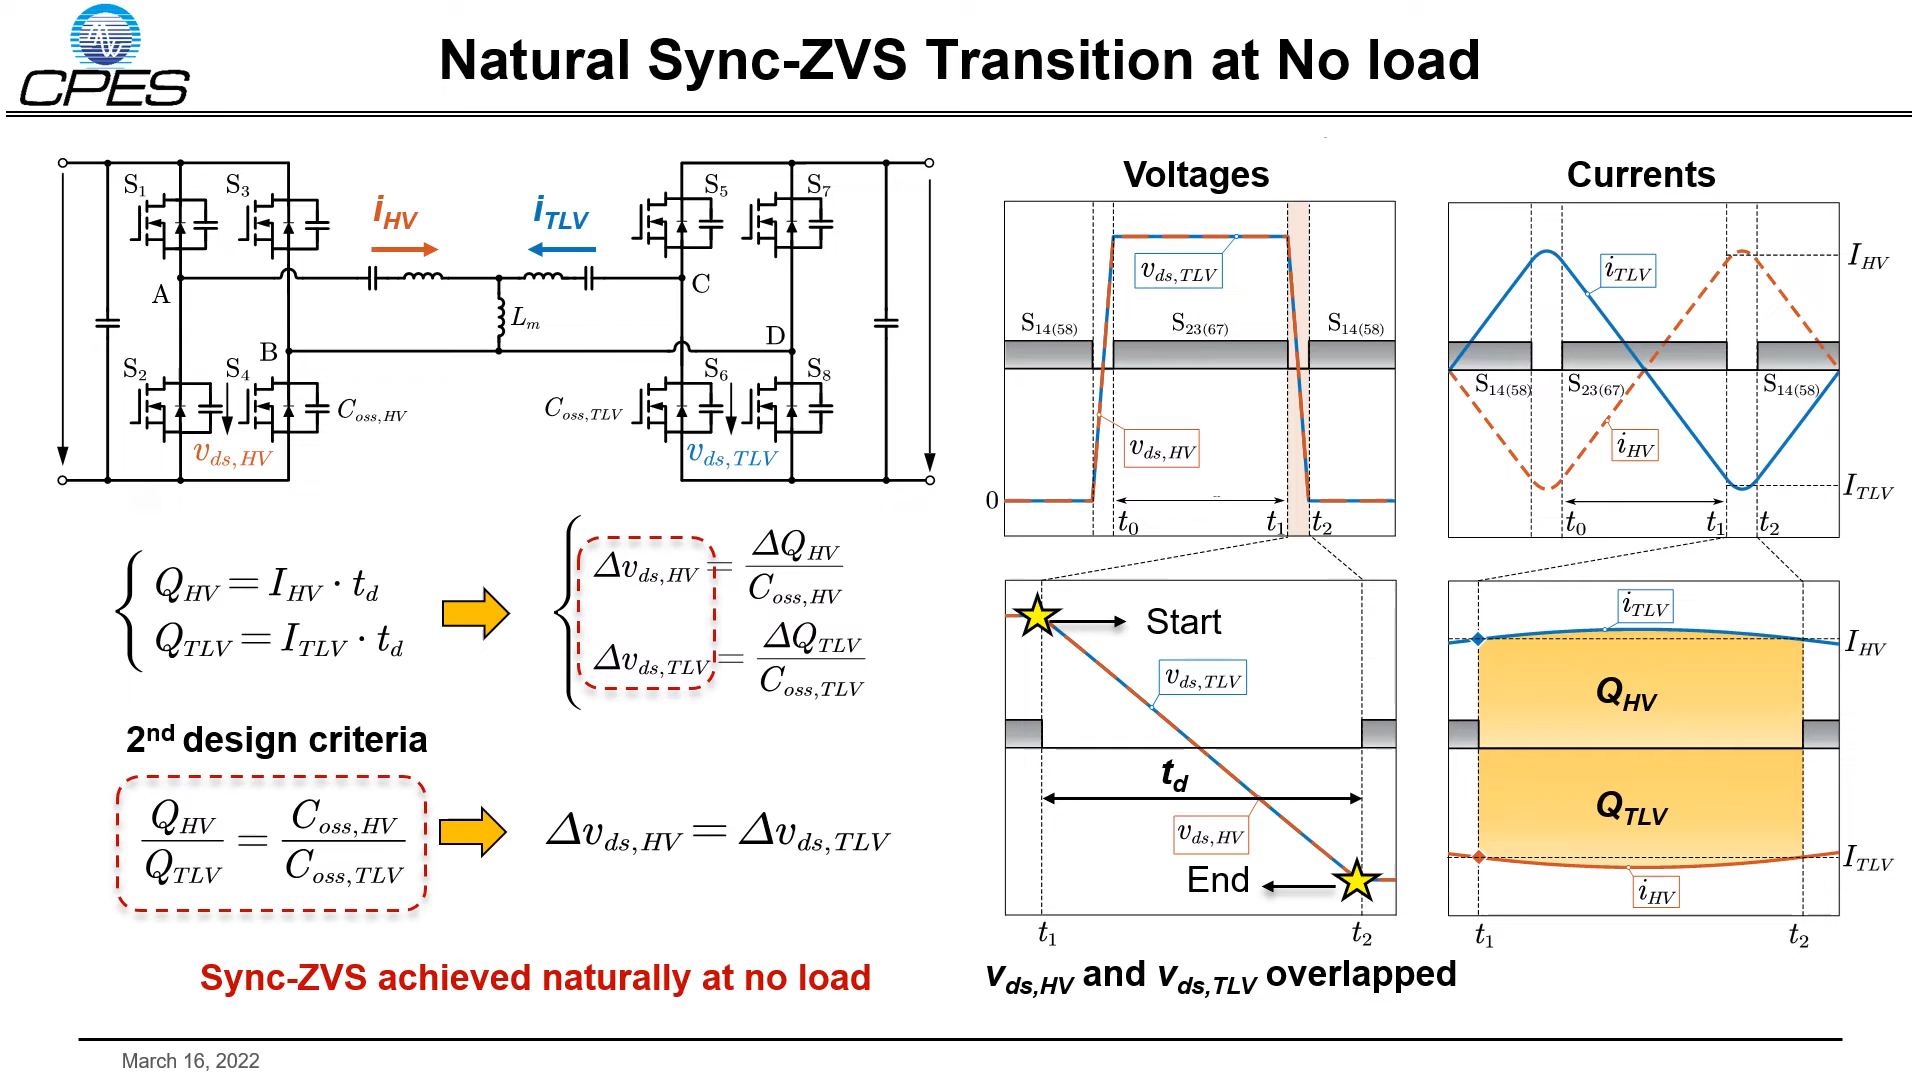 CPES
Natural Sync-ZVS Transition at No load
S1
S3
iHV
iTLV
S5
S7
A
C
Lm
B
D
S2
S4
Coss,HV
Coss,TLV
S6
S8
vds,HV
vds,TLV
QHV = IHV · td
QTLV = ITLV · td
Δvds,HV = ΔQHV / Coss,HV
Δvds,TLV = ΔQTLV / Coss,TLV
2nd design criteria
QHV / QTLV = Coss,HV / Coss,TLV
Δvds,HV = Δvds,TLV
Sync-ZVS achieved naturally at no load
Voltages
vds,TLV
S14(58)
S23(67)
S14(58)
vds,HV
0
t0
t1
t2
Currents
iTLV
IHV
S14(58)
S23(67)
S14(58)
iHV
ITLV
t0
t1
t2
Start
vds,TLV
td
vds,HV
End
t1
t2
iTLV
IHV
QHV
QTLV
ITLV
iHV
t1
t2
vds,HV and vds,TLV overlapped
March 16, 2022